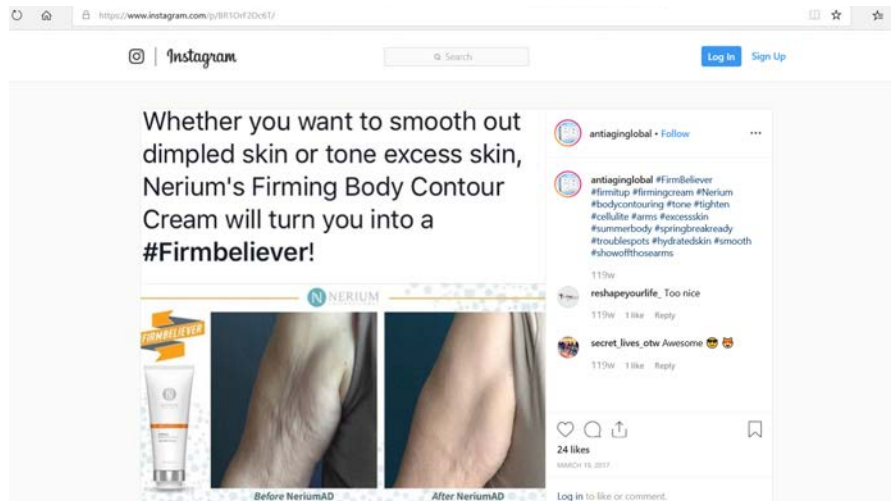 https://www.instagram.com/p/BR1OrF2Dc6T/
Instagram
Search
Log In
Sign Up
Whether you want to smooth out
dimpled skin or tone excess skin,
Nerium's Firming Body Contour
Cream will turn you into a
#Firmbeliever!
NERIUM
FIRMBELIEVER
Before NeriumAD
After NeriumAD
antiaginglobal • Follow
antiaginglobal #FirmBeliever
#firmitup #firmingcream #Nerium
#bodycontouring #tone #tighten
#cellulite #arms #excessskin
#summerbody #springbreakready
#troublespots #hydratedskin #smooth
#showoffthosearms
119w
reshapeyourlife_ Too nice
119w 1 like Reply
secret_lives_otw Awesome 😎 🐯
119w 1 like Reply
24 likes
MARCH 19, 2017
Log in to like or comment.